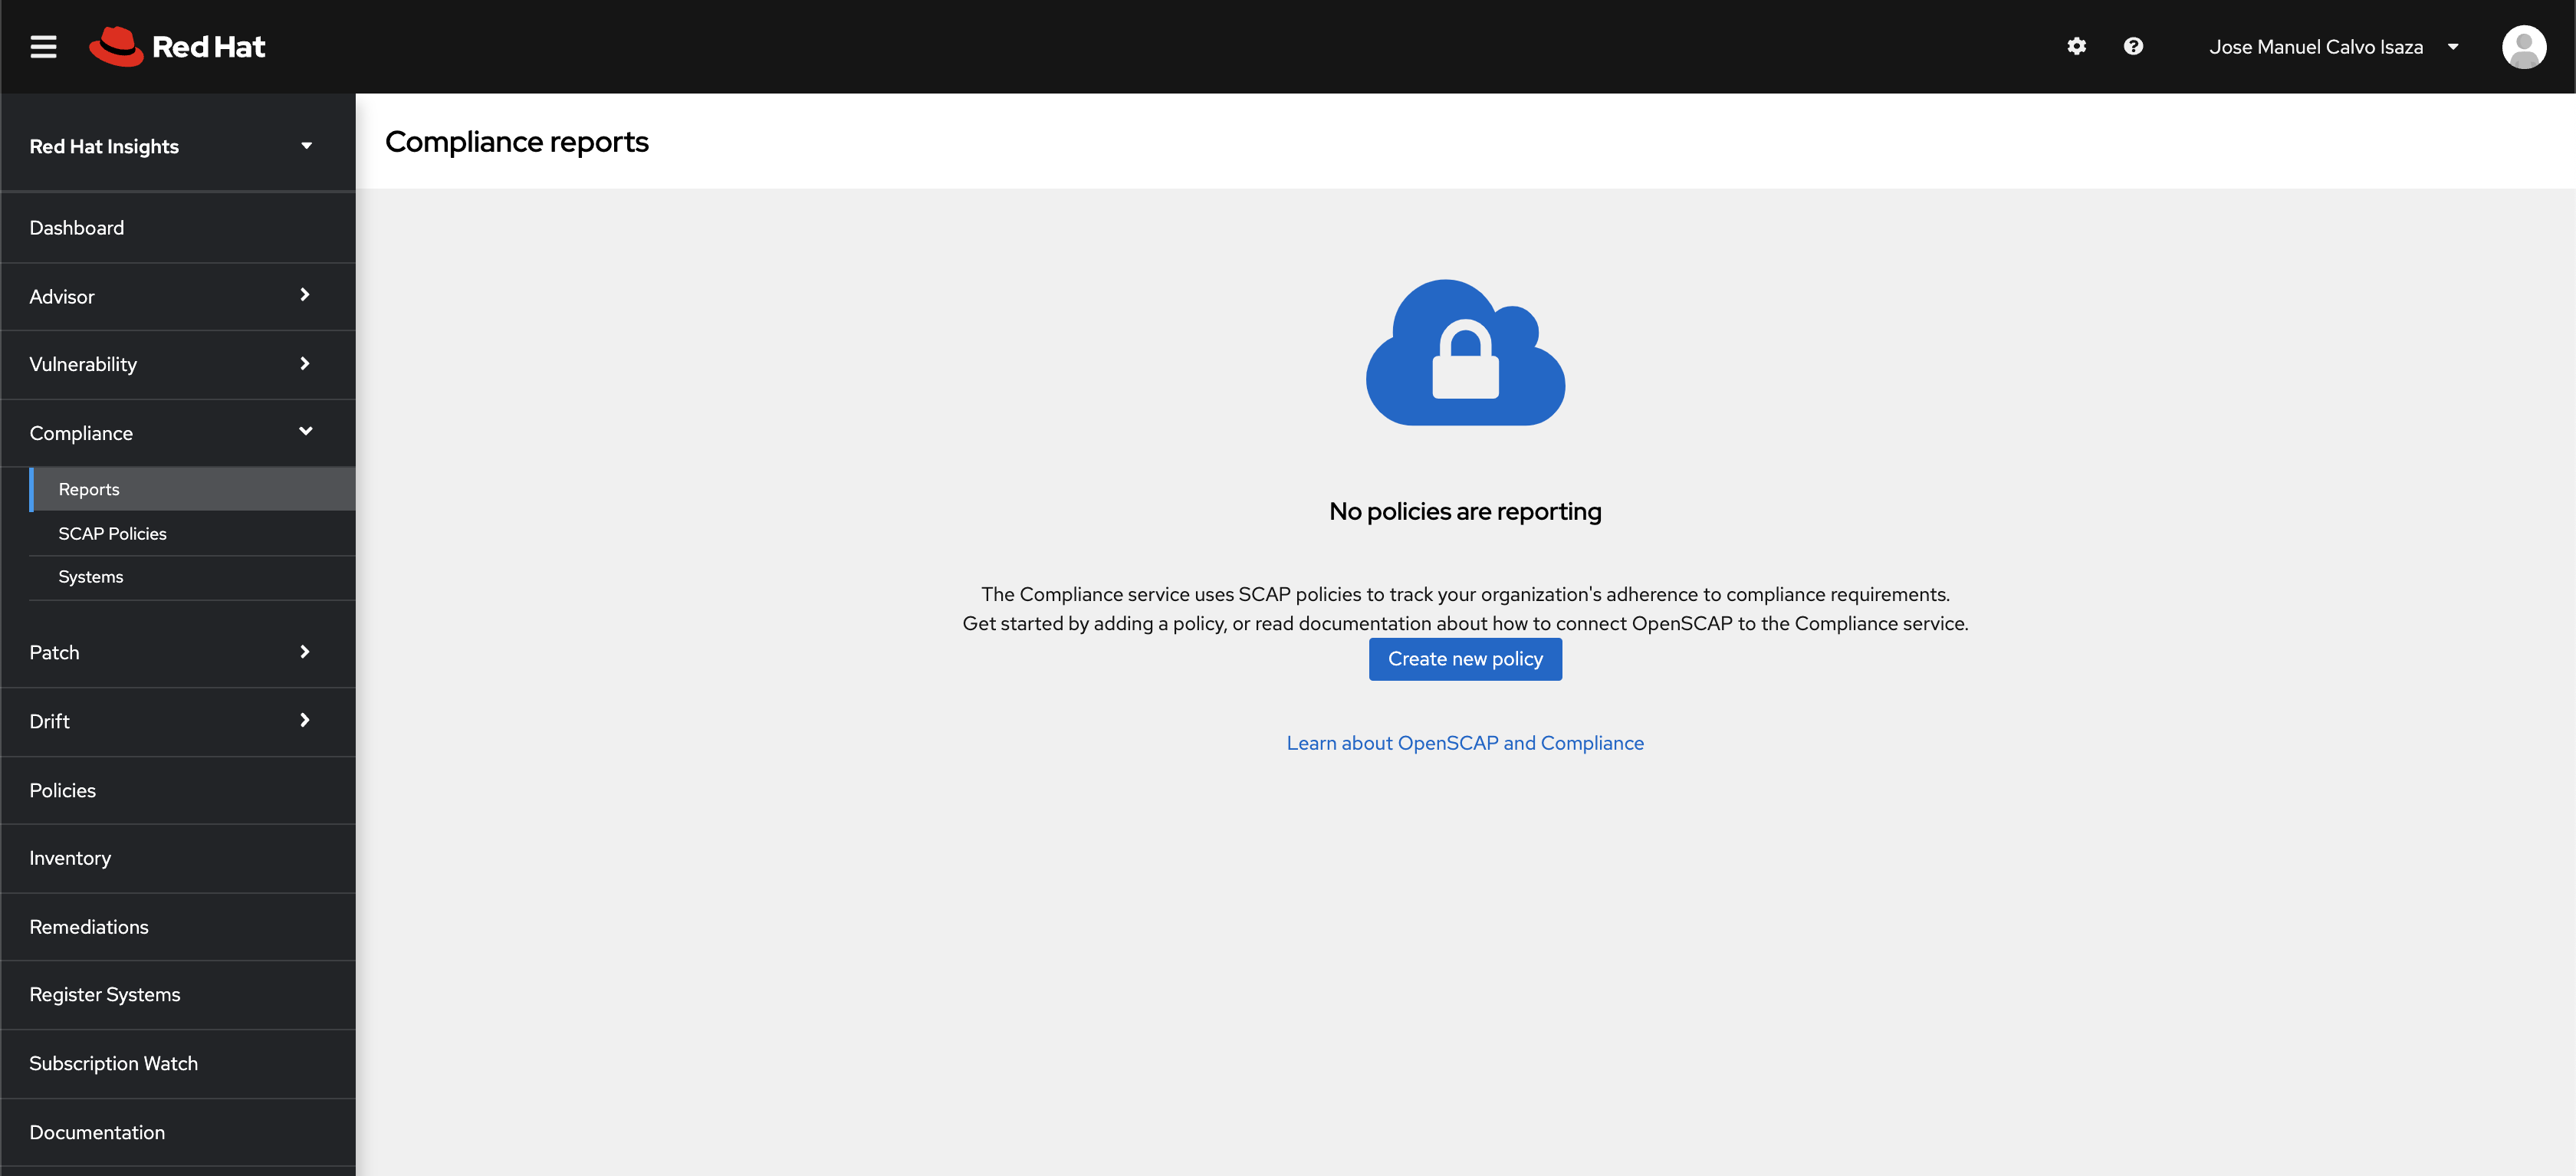 Red Hat
Jose Manuel Calvo Isaza
Red Hat Insights
Dashboard
Advisor
Vulnerability
Compliance
Reports
SCAP Policies
Systems
Patch
Drift
Policies
Inventory
Remediations
Register Systems
Subscription Watch
Documentation
Compliance reports
No policies are reporting
The Compliance service uses SCAP policies to track your organization's adherence to compliance requirements.
Get started by adding a policy, or read documentation about how to connect OpenSCAP to the Compliance service.
Create new policy
Learn about OpenSCAP and Compliance